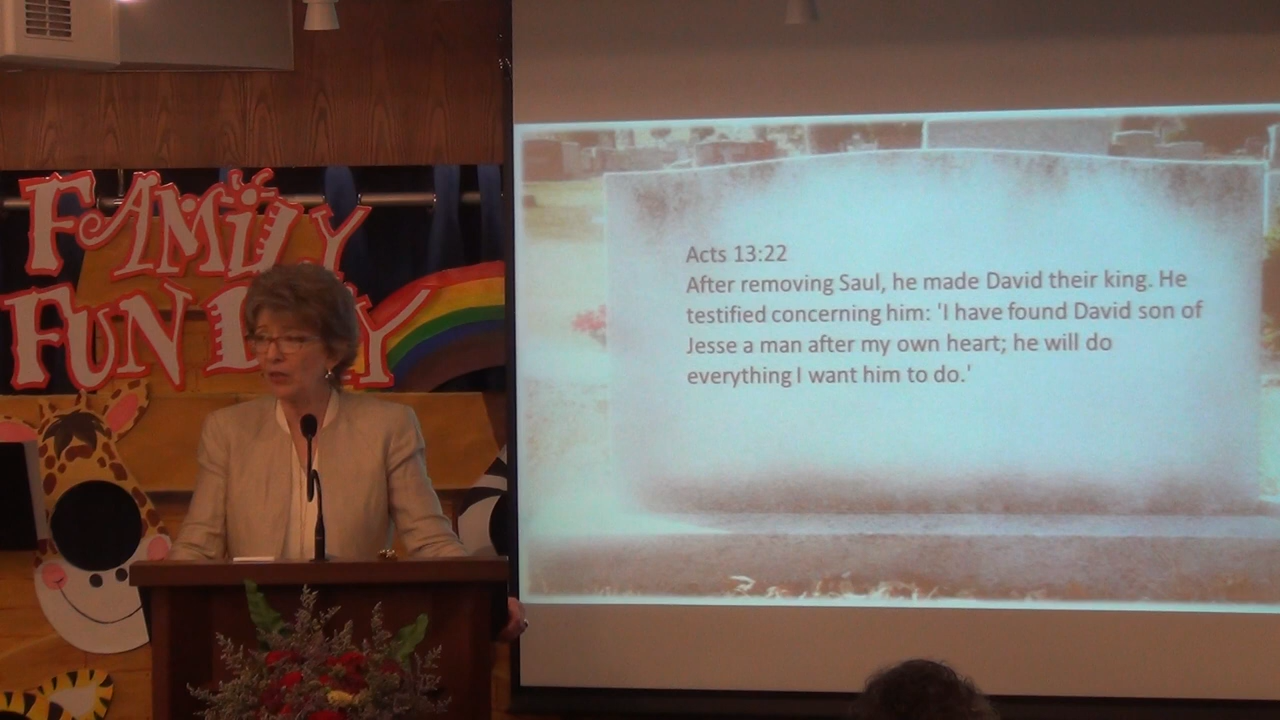 FAMILY
FUN DAY
Acts 13:22
After removing Saul, he made David their king. He
testified concerning him: 'I have found David son of
Jesse a man after my own heart; he will do
everything I want him to do.'